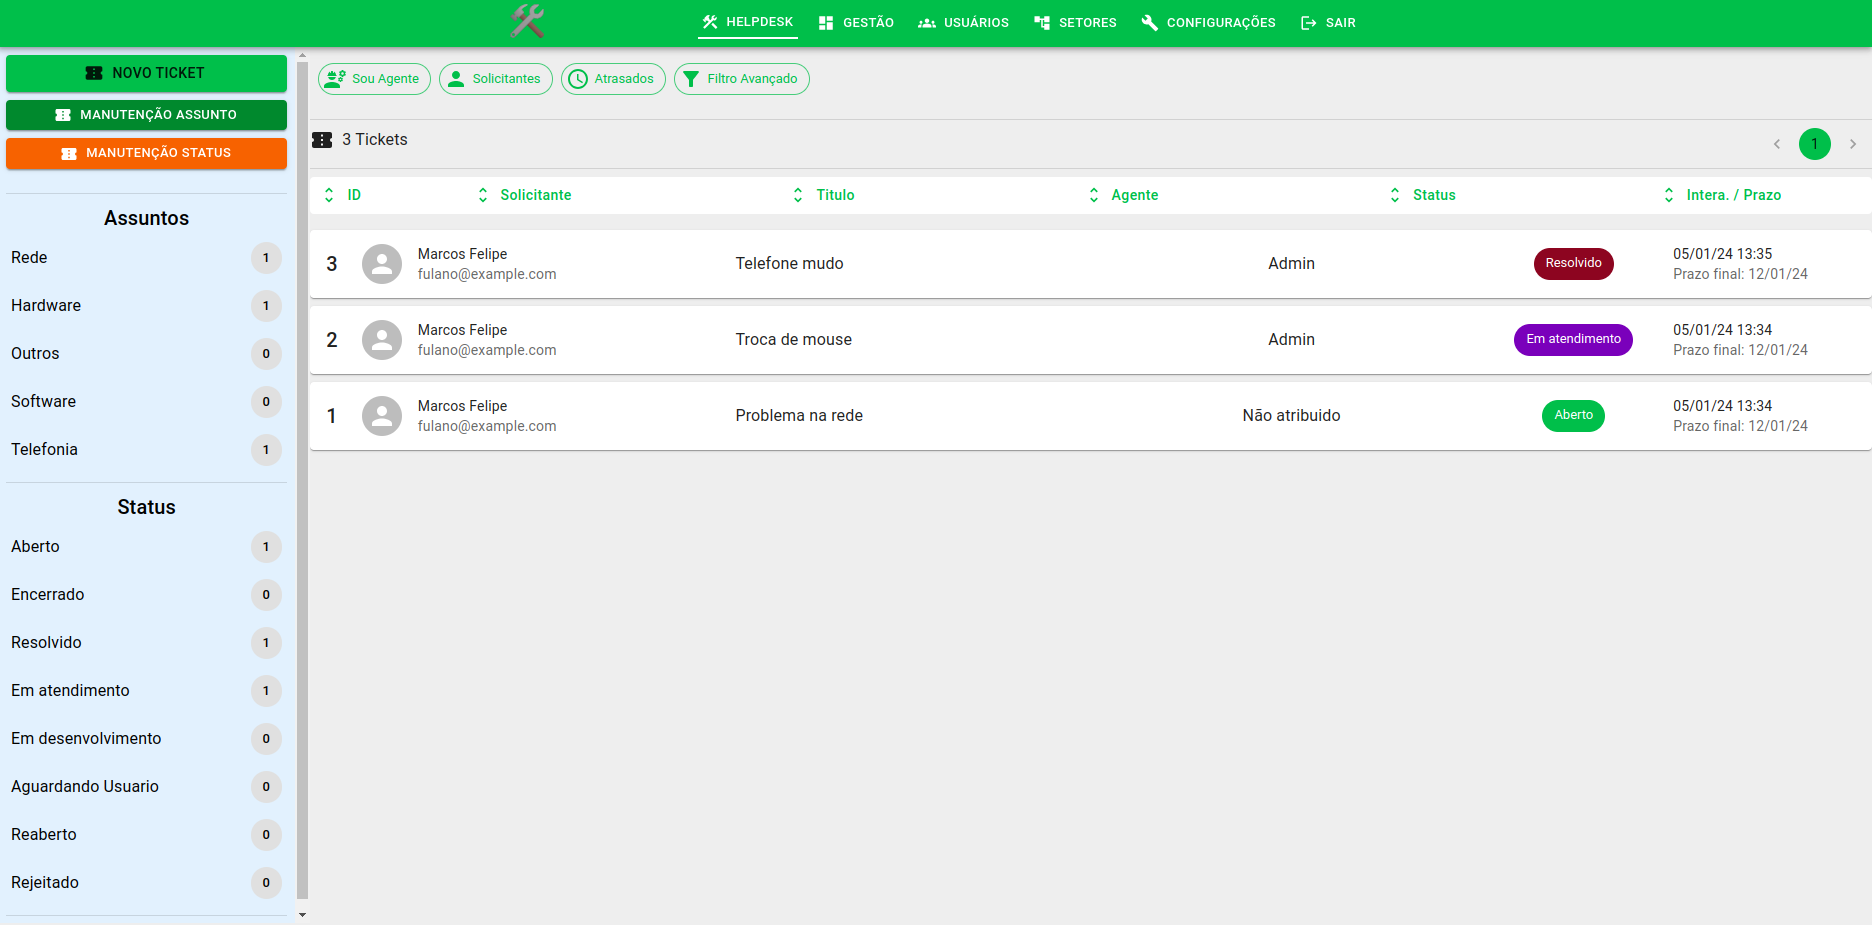 HELPDESK GESTÃO USUÁRIOS SETORES CONFIGURAÇÕES SAIR
NOVO TICKET
MANUTENÇÃO ASSUNTO
MANUTENÇÃO STATUS
Assuntos
Rede 1
Hardware 1
Outros 0
Software 0
Telefonia 1
Status
Aberto 1
Encerrado 0
Resolvido 1
Em atendimento 1
Em desenvolvimento 0
Aguardando Usuario 0
Reaberto 0
Rejeitado 0
Sou Agente Solicitantes Atrasados Filtro Avançado
3 Tickets 1
ID Solicitante Titulo Agente Status Intera. / Prazo
3 Marcos Felipe Telefone mudo Admin Resolvido 05/01/24 13:35
fulano@example.com Prazo final: 12/01/24
2 Marcos Felipe Troca de mouse Admin Em atendimento 05/01/24 13:34
fulano@example.com Prazo final: 12/01/24
1 Marcos Felipe Problema na rede Não atribuido Aberto 05/01/24 13:34
fulano@example.com Prazo final: 12/01/24